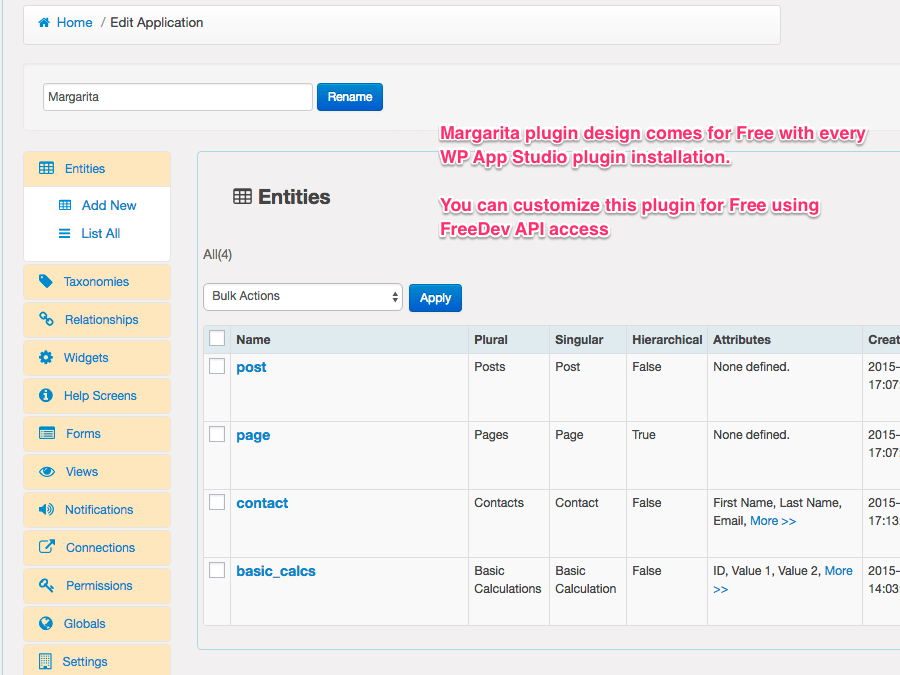 Home / Edit Application
Margarita
Rename
Margarita plugin design comes for Free with every
WP App Studio plugin installation.
You can customize this plugin for Free using
FreeDev API access
Entities
Add New
List All
Taxonomies
Relationships
Widgets
Help Screens
Forms
Views
Notifications
Connections
Permissions
Globals
Settings
Entities
All(4)
Bulk Actions
Apply
Name Plural Singular Hierarchical Attributes Creat
post Posts Post False None defined. 2015-
17:07:
page Pages Page True None defined. 2015-
17:07:
contact Contacts Contact False First Name, Last Name, 2015-
Email, More >> 17:13:
basic_calcs Basic Basic False ID, Value 1, Value 2, More 2015-
Calculations Calculation >> 14:03: